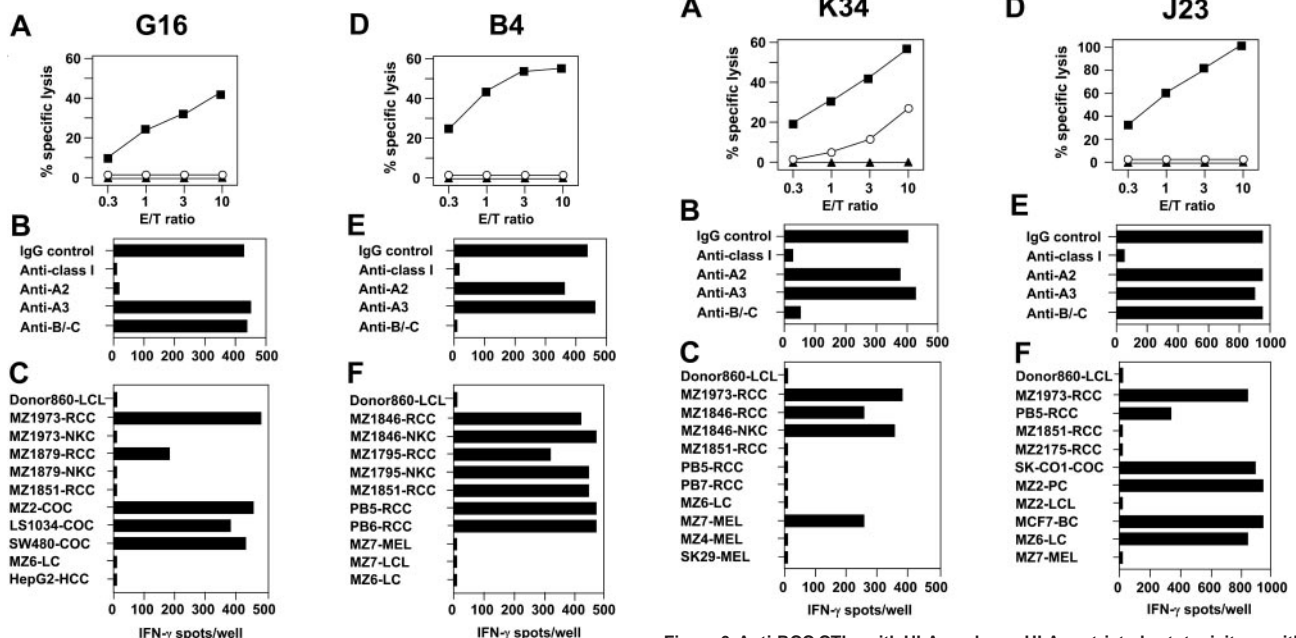 A G16
% specific lysis
60
40
20
0
0.3 1 3 10
E/T ratio
B
IgG control
Anti-class I
Anti-A2
Anti-A3
Anti-B/-C
0 100 200 300 400 500
C
Donor860-LCL
MZ1973-RCC
MZ1973-NKC
MZ1879-RCC
MZ1879-NKC
MZ1851-RCC
MZ2-COC
LS1034-COC
SW480-COC
MZ6-LC
HepG2-HCC
0 100 200 300 400 500
IFN-γ spots/well
D B4
% specific lysis
60
40
20
0
0.3 1 3 10
E/T ratio
E
IgG control
Anti-class I
Anti-A2
Anti-A3
Anti-B/-C
0 100 200 300 400 500
F
Donor860-LCL
MZ1846-RCC
MZ1846-NKC
MZ1795-RCC
MZ1795-NKC
MZ1851-RCC
PB5-RCC
PB6-RCC
MZ7-MEL
MZ7-LCL
MZ6-LC
0 100 200 300 400 500
IFN-γ spots/well
A K34
% specific lysis
60
40
20
0
0.3 1 3 10
E/T ratio
B
IgG control
Anti-class I
Anti-A2
Anti-A3
Anti-B/-C
0 100 200 300 400 500
C
Donor860-LCL
MZ1973-RCC
MZ1846-RCC
MZ1846-NKC
MZ1851-RCC
PB5-RCC
PB7-RCC
MZ6-LC
MZ7-MEL
MZ4-MEL
SK29-MEL
0 100 200 300 400 500
IFN-γ spots/well
D J23
% specific lysis
100
80
60
40
20
0
0.3 1 3 10
E/T ratio
E
IgG control
Anti-class I
Anti-A2
Anti-A3
Anti-B/-C
0 200 400 600 800 1000
F
Donor860-LCL
MZ1973-RCC
PB5-RCC
MZ1851-RCC
MZ2175-RCC
SK-CO1-COC
MZ2-PC
MZ2-LCL
MCF7-BC
MZ6-LC
MZ7-MEL
0 200 400 600 800 1000
IFN-γ spots/well